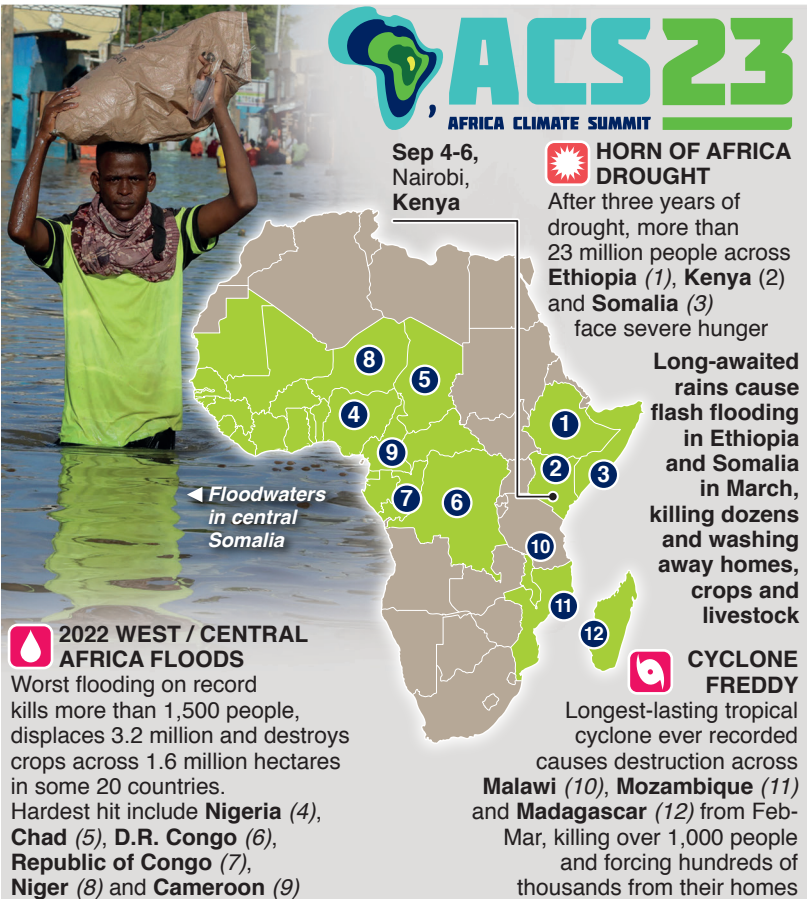 ACS23
AFRICA CLIMATE SUMMIT
Sep 4-6,
Nairobi,
Kenya
HORN OF AFRICA
DROUGHT
After three years of
drought, more than
23 million people across
Ethiopia (1), Kenya (2)
and Somalia (3)
face severe hunger
Long-awaited
rains cause
flash flooding
in Ethiopia
and Somalia
in March,
killing dozens
and washing
away homes,
crops and
livestock
8
5
4
1
9
2
3
7
6
10
11
12
Floodwaters
in central
Somalia
2022 WEST / CENTRAL
AFRICA FLOODS
Worst flooding on record
kills more than 1,500 people,
displaces 3.2 million and destroys
crops across 1.6 million hectares
in some 20 countries.
Hardest hit include Nigeria (4),
Chad (5), D.R. Congo (6),
Republic of Congo (7),
Niger (8) and Cameroon (9)
CYCLONE
FREDDY
Longest-lasting tropical
cyclone ever recorded
causes destruction across
Malawi (10), Mozambique (11)
and Madagascar (12) from Feb-
Mar, killing over 1,000 people
and forcing hundreds of
thousands from their homes